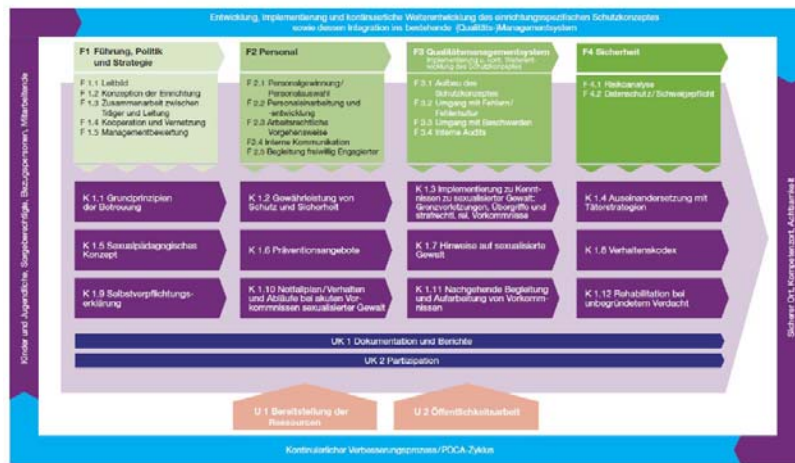 Entwicklung, Implementierung und kontinuierliche Weiterentwicklung des einrichtungsspezifischen Schutzkonzeptes
sowie dessen Integration ins bestehende (Qualitäts-)Managementsystem
Kinder und Jugendliche, Sorgeberechtigte, Bezugspersonen, Mitarbeitende
F1 Führung, Politik
und Strategie
F 1.1 Leitbild
F 1.2 Konzeption der Einrichtung
F 1.3 Zusammenarbeit zwischen
Träger und Leitung
F 1.4 Kooperation und Vernetzung
F 1.5 Managementbewertung
F2 Personal
F 2.1 Personalgewinnung/
Personalauswahl
F 2.2 Personaleinarbeitung und
-entwicklung
F 2.3 Arbeitsrechtliche
Vorgehensweise
F2.4 Interne Kommunikation
F 2.5 Begleitung freiwillig Engagierter
F3 Qualitätsmanagementsystem
Implementierung u. kont. Weiterent-
wicklung des Schutzkonzeptes
F 3.1 Aufbau des
Schutzkonzeptes
F 3.2 Umgang mit Fehlern/
Fehlerkultur
F 3.3 Umgang mit Beschwerden
F 3.4 Interne Audits
F4 Sicherheit
F 4.1 Risikoanalyse
F 4.2 Datenschutz/Schweigepflicht
K 1.1 Grundprinzipien
der Betreuung
K 1.2 Gewährleistung von
Schutz und Sicherheit
K 1.3 Implementierung zu Kennt-
nissen zu sexualisierter Gewalt:
Grenzverletzungen, Übergriffe und
strafrechtl. rel. Vorkommnisse
K 1.4 Auseinandersetzung mit
Täterstrategien
K 1.5 Sexualpädagogisches
Konzept
K 1.6 Präventionsangebote
K 1.7 Hinweise auf sexualisierte
Gewalt
K 1.8 Verhaltenskodex
K 1.9 Selbstverpflichtungs-
erklärung
K 1.10 Notfallplan/Verhalten
und Abläufe bei akuten Vor-
kommnissen sexualisierter Gewalt
K 1.11 Nachgehende Begleitung
und Aufarbeitung von Vorkomm-
nissen
K 1.12 Rehabilitation bei
unbegründetem Verdacht
UK 1 Dokumentation und Berichte
UK 2 Partizipation
U 1 Bereitstellung der
Ressourcen
U 2 Öffentlichkeitsarbeit
Sicherer Ort, Kompetenzort, Achtsamkeit
Kontinuierlicher Verbesserungsprozess/PDCA-Zyklus